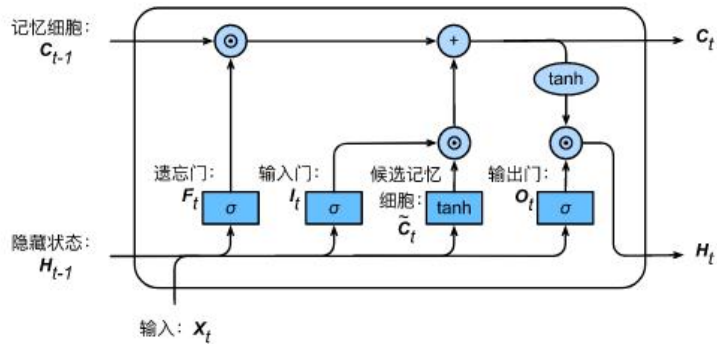 记忆细胞：
C_{t-1}
⊙
+
C_t
tanh
⊙
⊙
遗忘门：
F_t
σ
输入门：
I_t
σ
候选记忆
细胞：
C̃_t
tanh
输出门：
O_t
σ
隐藏状态：
H_{t-1}
H_t
输入：X_t